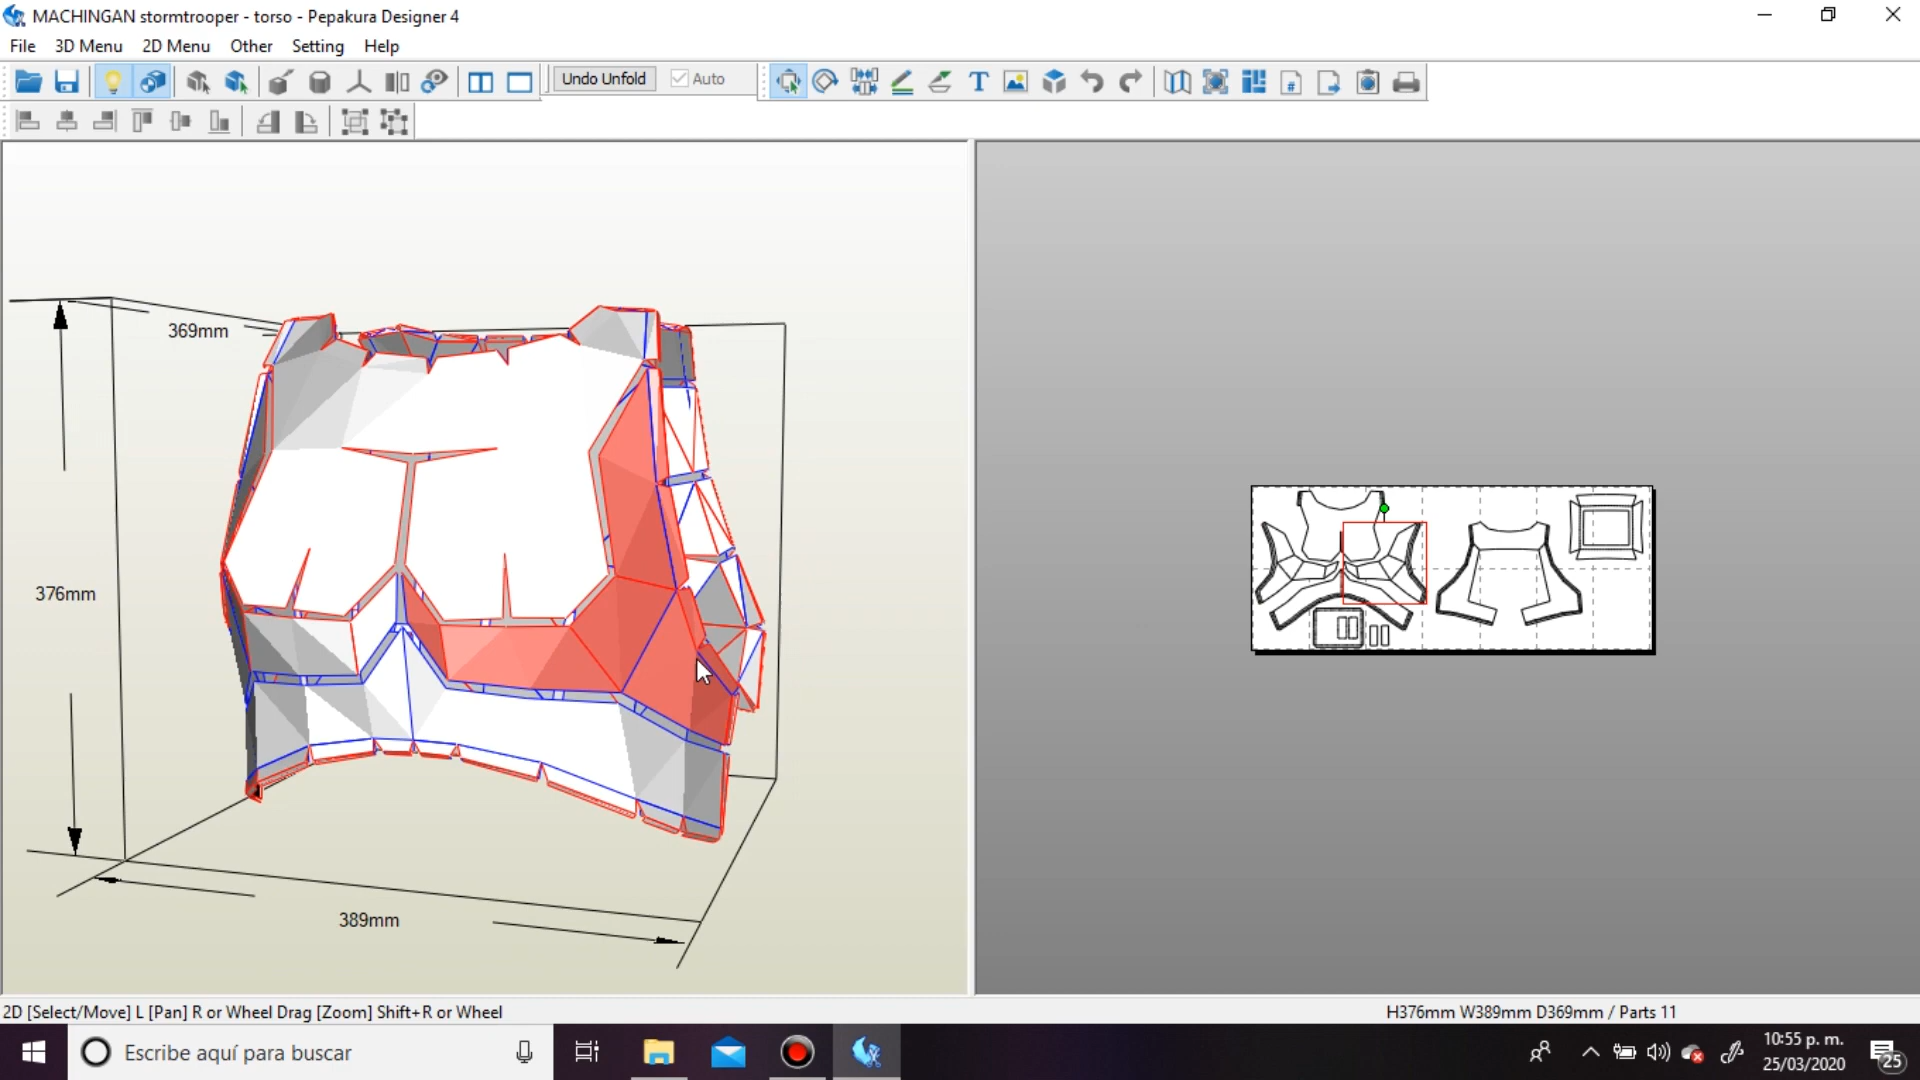 MACHINGAN stormtrooper - torso - Pepakura Designer 4
File 3D Menu 2D Menu Other Setting Help
Undo Unfold Auto
369mm
376mm
389mm
2D [Select/Move] L [Pan] R or Wheel Drag [Zoom] Shift+R or Wheel
H376mm W389mm D369mm / Parts 11
Escribe aquí para buscar
10:55 p. m.
25/03/2020
25